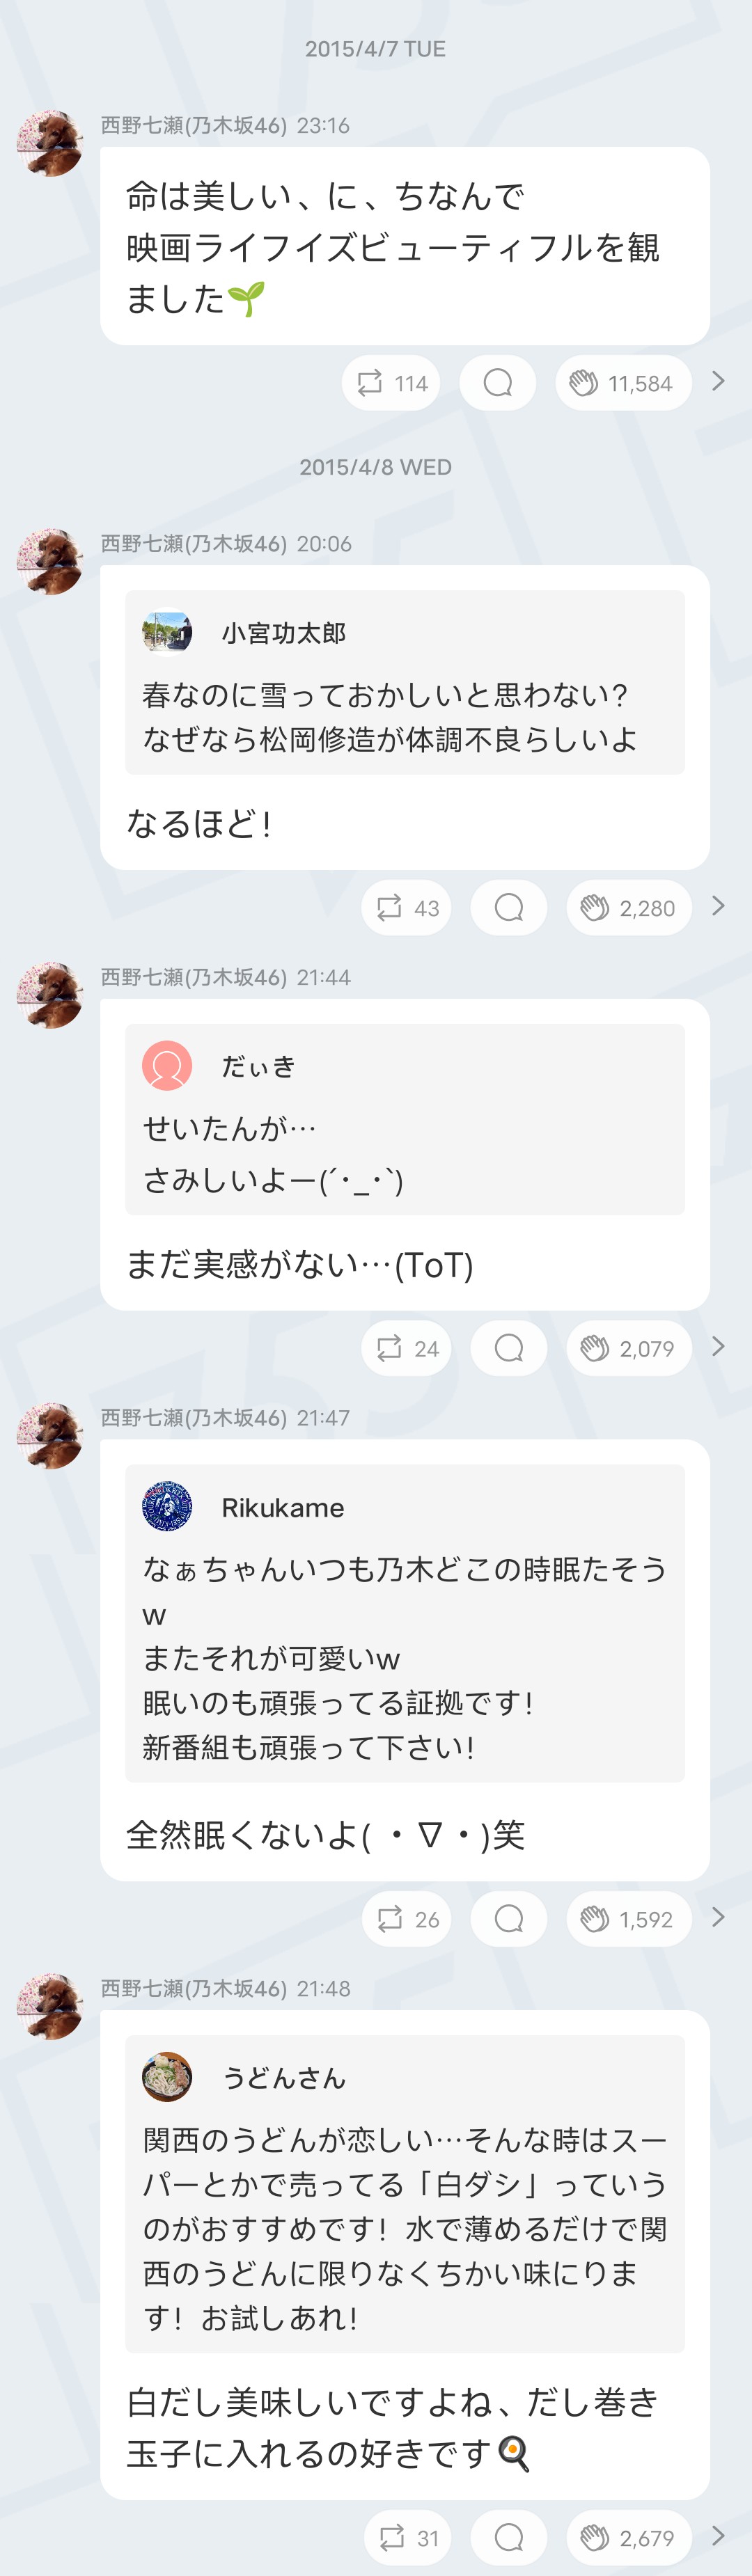 2015/4/7 TUE
西野七瀬(乃木坂46) 23:16
命は美しい、に、ちなんで
映画ライフイズビューティフルを観
ました🌱
114
11,584
2015/4/8 WED
西野七瀬(乃木坂46) 20:06
小宮功太郎
春なのに雪っておかしいと思わない?
なぜなら松岡修造が体調不良らしいよ
なるほど!
43
2,280
西野七瀬(乃木坂46) 21:44
だぃき
せいたんが…
さみしいよー(´･_･`)
まだ実感がない…(ToT)
24
2,079
西野七瀬(乃木坂46) 21:47
Rikukame
なぁちゃんいつも乃木どこの時眠たそう
w
またそれが可愛いw
眠いのも頑張ってる証拠です!
新番組も頑張って下さい!
全然眠くないよ( ・∇・)笑
26
1,592
西野七瀬(乃木坂46) 21:48
うどんさん
関西のうどんが恋しい…そんな時はスー
パーとかで売ってる「白ダシ」っていう
のがおすすめです! 水で薄めるだけで関
西のうどんに限りなくちかい味にりま
す! お試しあれ!
白だし美味しいですよね、だし巻き
玉子に入れるの好きです🍳
31
2,679